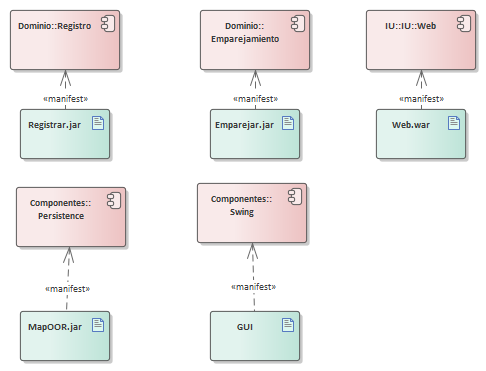 Dominio::Registro
Dominio::
Emparejamiento
IU::IU::Web
«manifest»
«manifest»
«manifest»
Registrar.jar
Emparejar.jar
Web.war
Componentes::
Persistence
Componentes::
Swing
«manifest»
«manifest»
MapOOR.jar
GUI